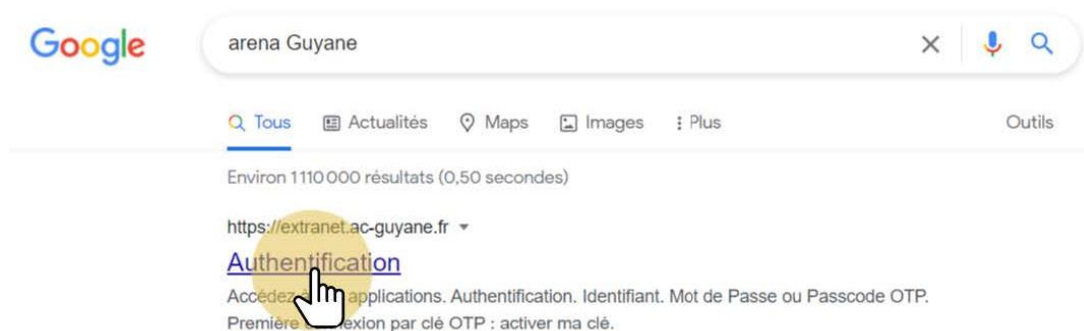 Google
arena Guyane
Tous Actualités Maps Images Plus Outils
Environ 1 110 000 résultats (0,50 secondes)
https://extranet.ac-guyane.fr
Authentification
Accédez applications. Authentification. Identifiant. Mot de Passe ou Passcode OTP.
Première par clé OTP : activer ma clé.